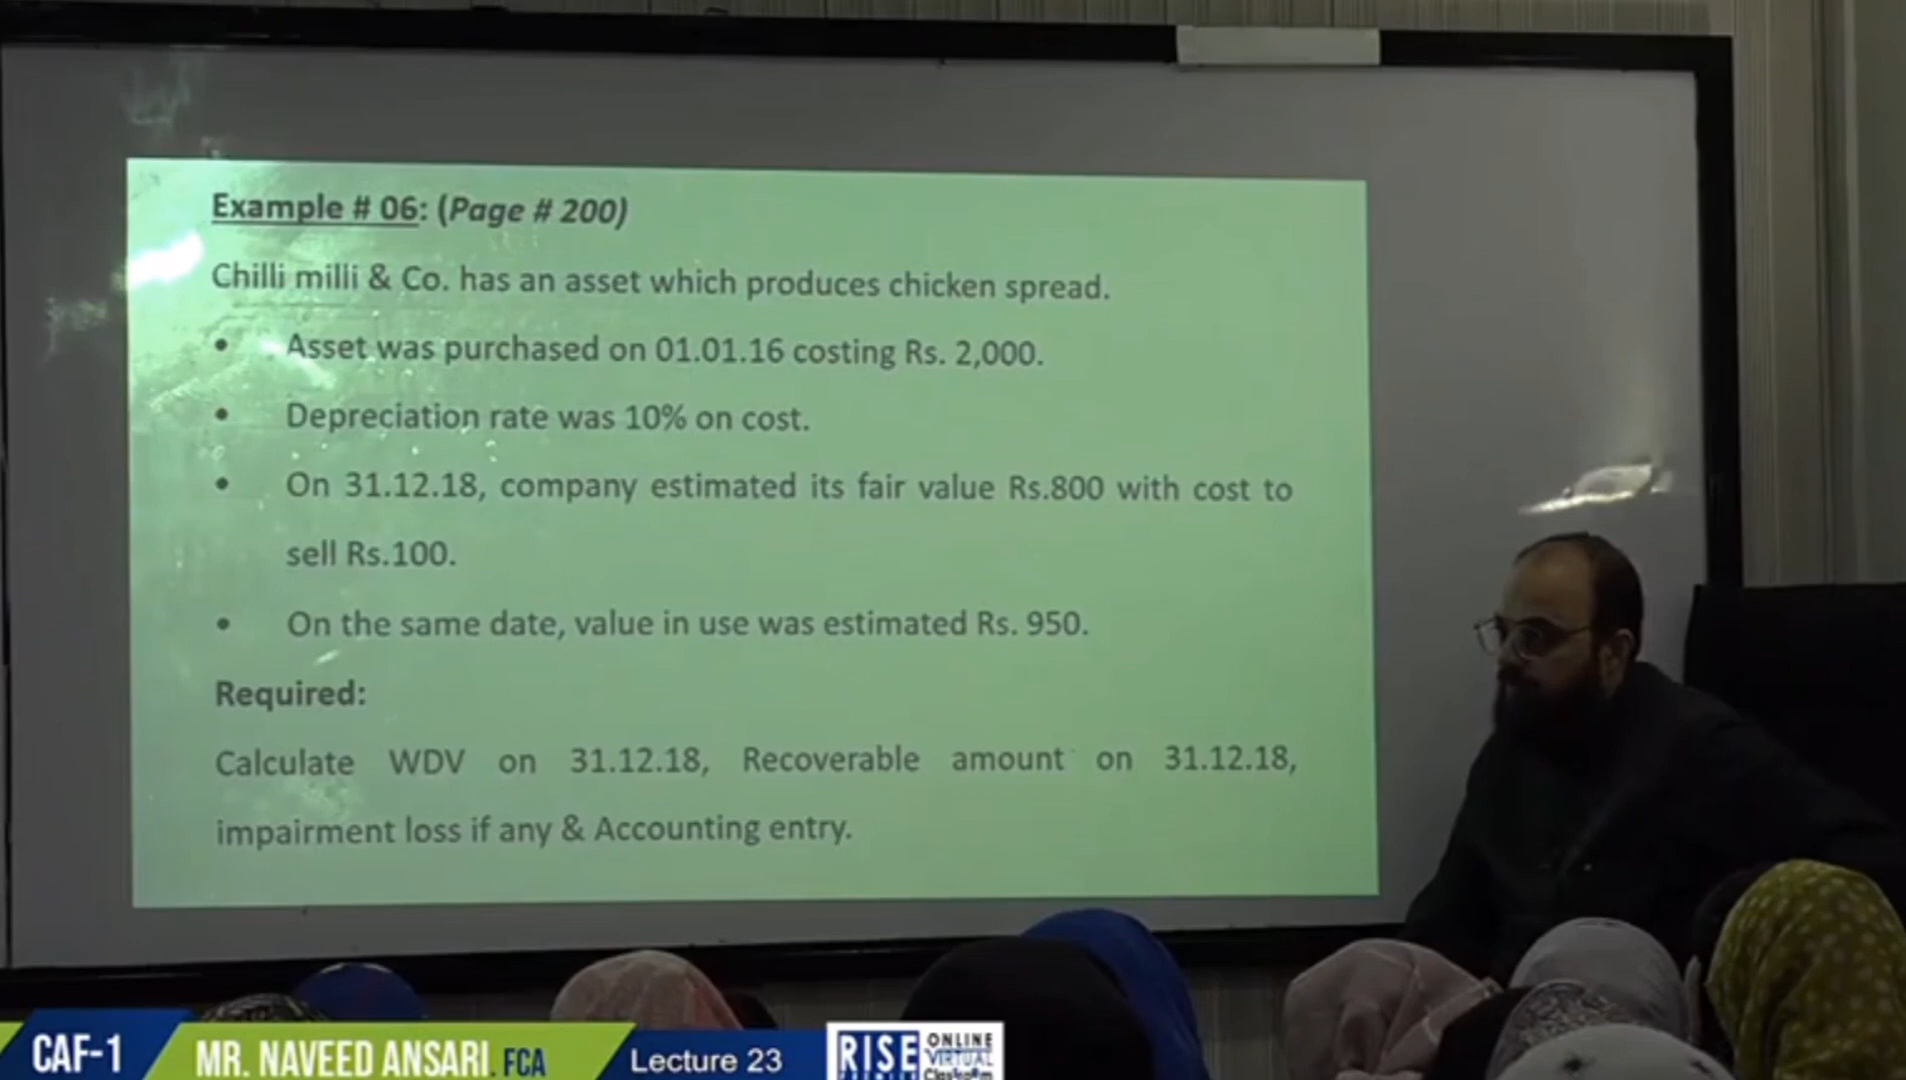 Example # 06: (Page # 200)
Chilli milli & Co. has an asset which produces chicken spread.
• Asset was purchased on 01.01.16 costing Rs. 2,000.
• Depreciation rate was 10% on cost.
• On 31.12.18, company estimated its fair value Rs.800 with cost to
sell Rs.100.
• On the same date, value in use was estimated Rs. 950.
Required:
Calculate WDV on 31.12.18, Recoverable amount on 31.12.18,
impairment loss if any & Accounting entry.
CAF-1
MR. NAVEED ANSARI. FCA
Lecture 23
RISE
PREMIER
ONLINE
VIRTUAL
Classroom